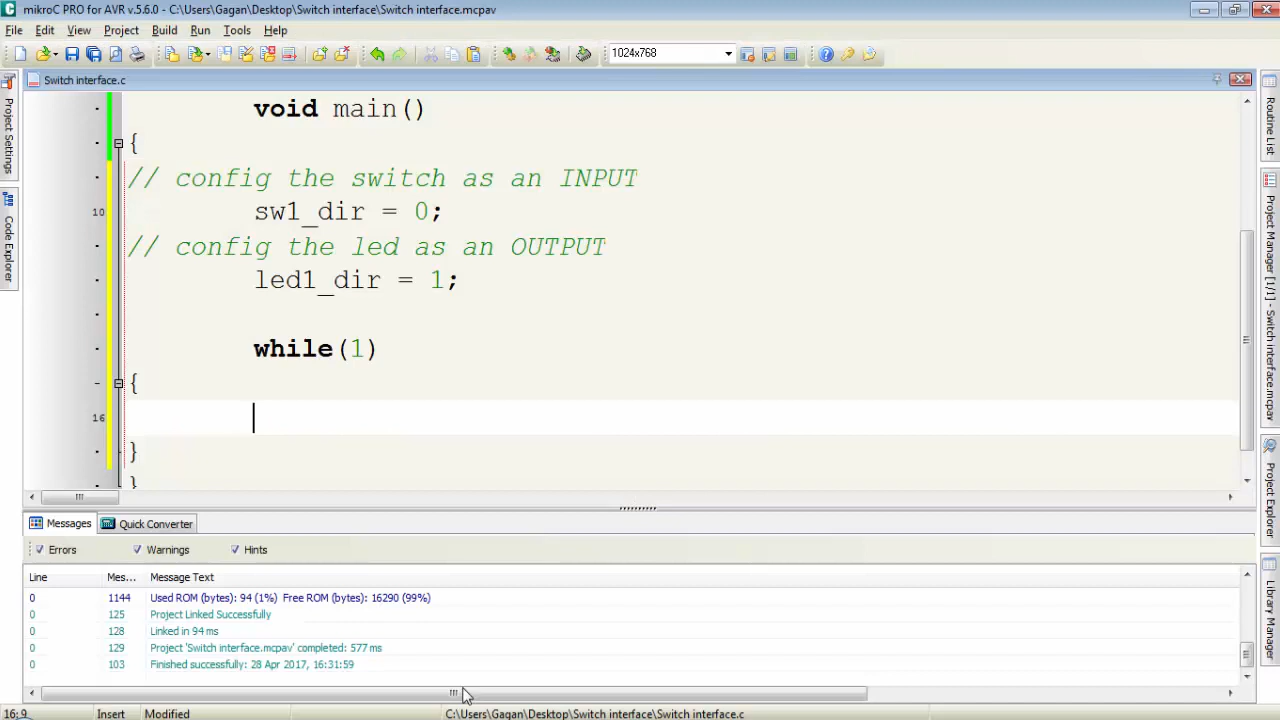 mikroC PRO for AVR v.5.6.0 - C:\Users\Gagan\Desktop\Switch interface\Switch interface.mcpav
File Edit View Project Build Run Tools Help
1024x768
Switch interface.c
Project Settings
Code Explorer
void main()
{
// config the switch as an INPUT
10 sw1_dir = 0;
// config the led as an OUTPUT
led1_dir = 1;
while(1)
{
16
}
}
Routine List
Project Manager [1/1] - Switch interface.mcpav
Project Explorer
Library Manager
Messages Quick Converter
Errors Warnings Hints
Line Mes... Message Text
0 1144 Used ROM (bytes): 94 (1%) Free ROM (bytes): 16290 (99%)
0 125 Project Linked Successfully
0 128 Linked in 94 ms
0 129 Project 'Switch interface.mcpav' completed: 577 ms
0 103 Finished successfully: 28 Apr 2017, 16:31:59
16:9 Insert Modified C:\Users\Gagan\Desktop\Switch interface\Switch interface.c